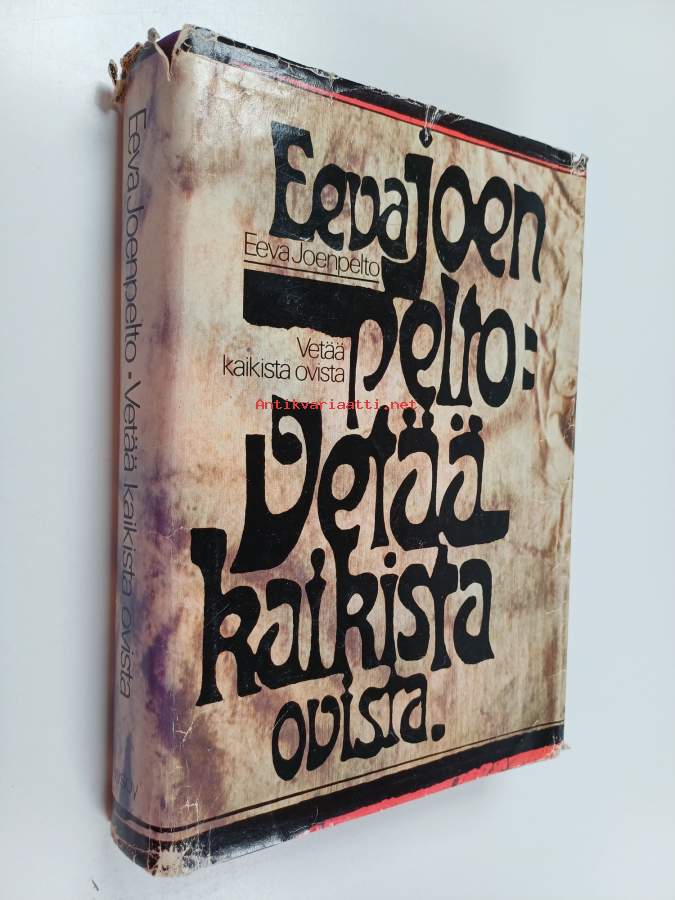 Eeva Joenpelto - Vetää kaikista ovista
Eeva Joen
Eeva Joenpelto
pelto:
Vetää
kaikista ovista
Antikvariaatti.net
Vetää
kaikista
ovista.